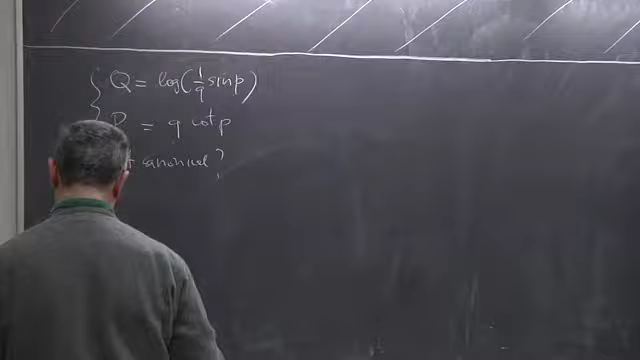 Q = log(1/q sin p)
P = q cot p
canonical?